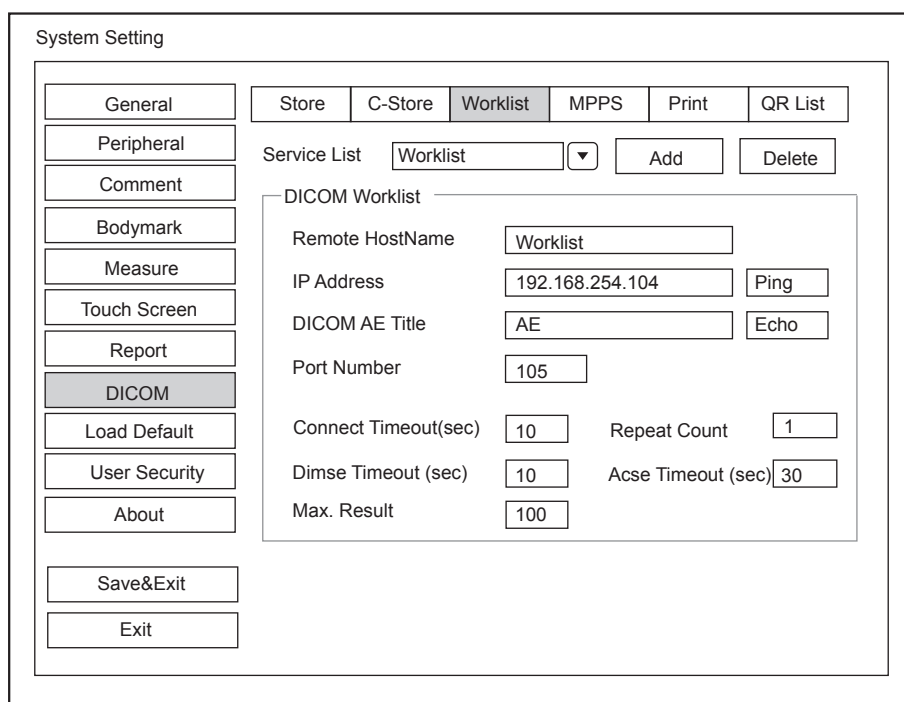 System Setting
General
Peripheral
Comment
Bodymark
Measure
Touch Screen
Report
DICOM
Load Default
User Security
About
Save&Exit
Exit
Store C-Store Worklist MPPS Print QR List
Service List Worklist Add Delete
DICOM Worklist
Remote HostName Worklist
IP Address 192.168.254.104 Ping
DICOM AE Title AE Echo
Port Number 105
Connect Timeout(sec) 10 Repeat Count 1
Dimse Timeout (sec) 10 Acse Timeout (sec) 30
Max. Result 100